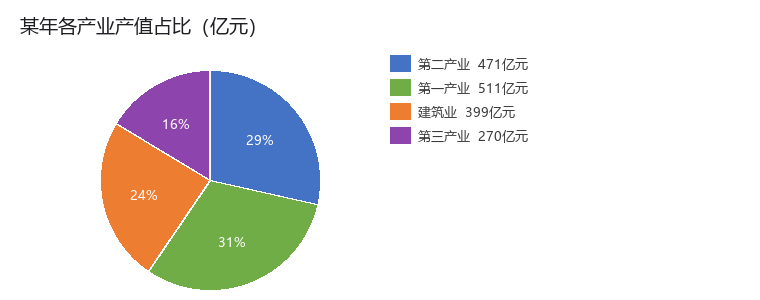 某年各产业产值占比（亿元）
第二产业 471亿元
第一产业 511亿元
建筑业 399亿元
第三产业 270亿元
16%
29%
24%
31%